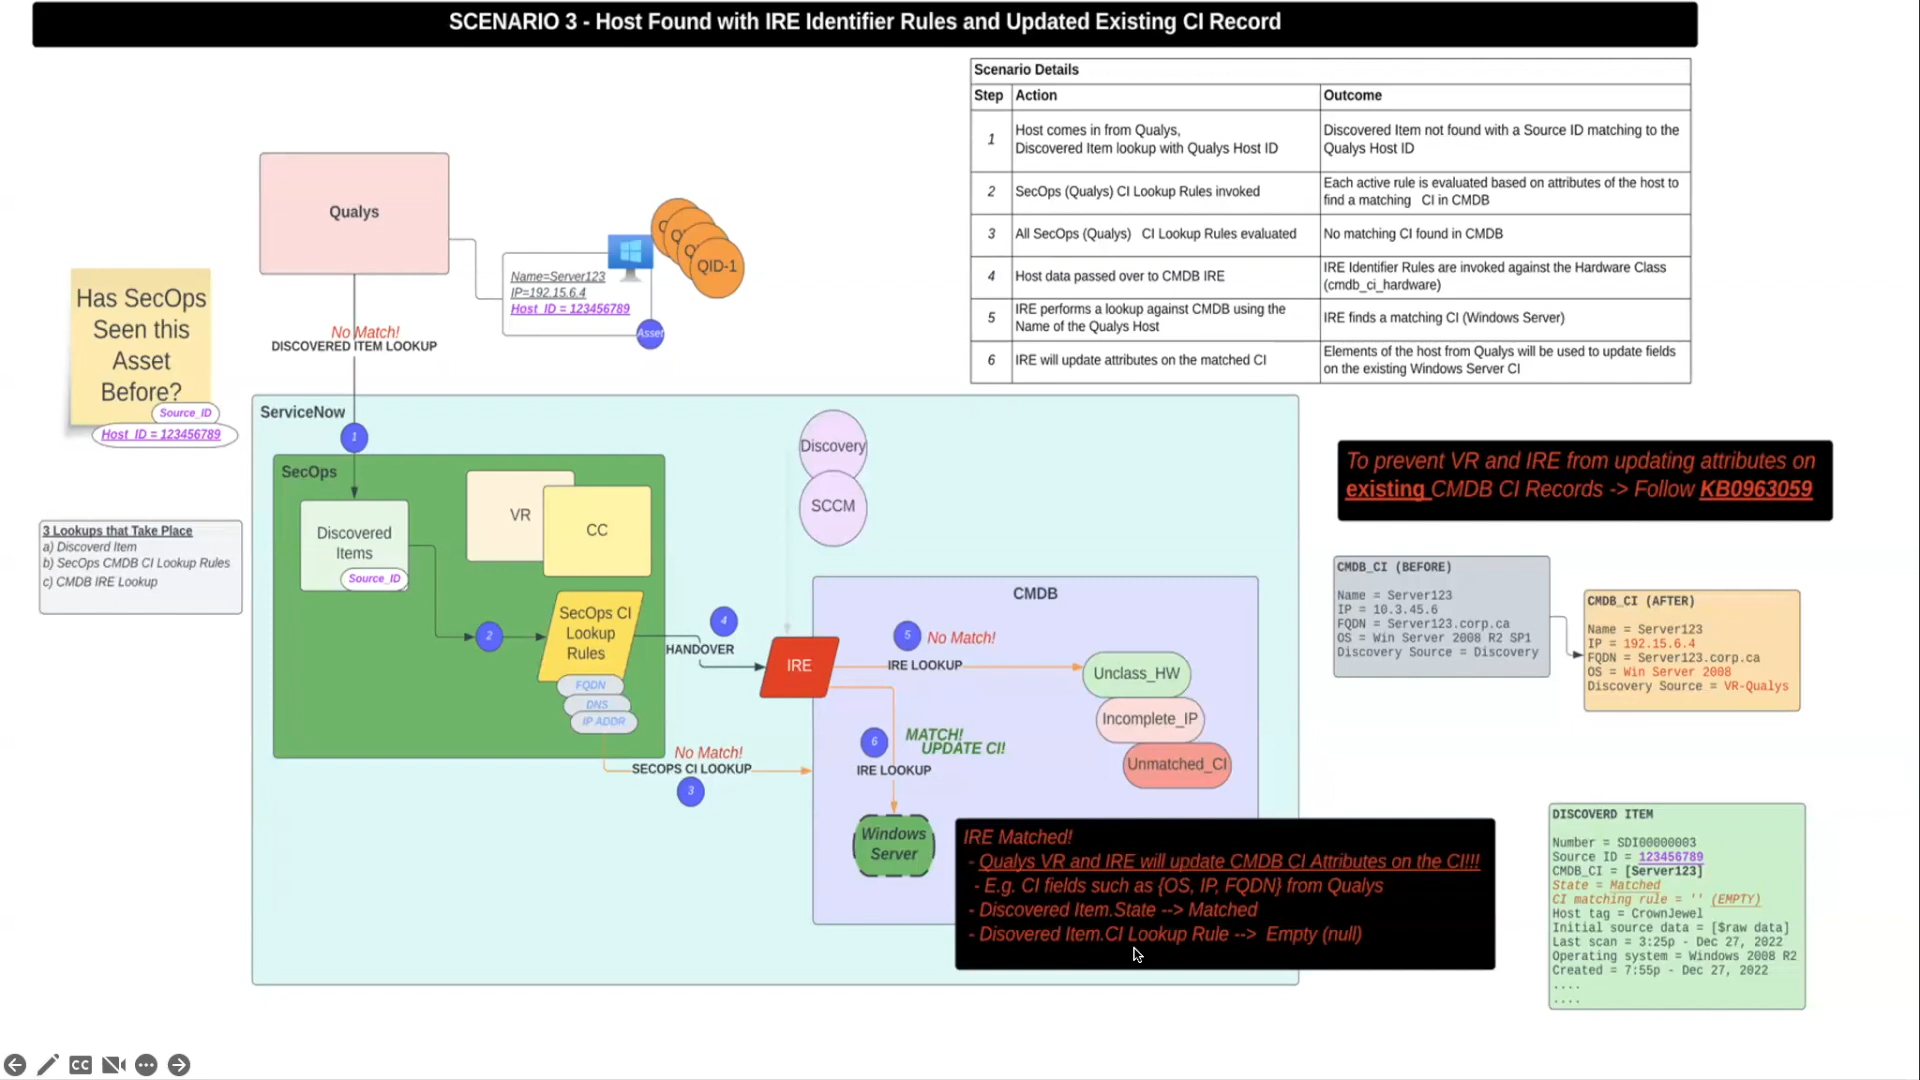 SCENARIO 3 - Host Found with IRE Identifier Rules and Updated Existing CI Record
Scenario Details
Step Action Outcome
1 Host comes in from Qualys,
Discovered Item lookup with Qualys Host ID
Discovered Item not found with a Source ID matching to the
Qualys Host ID
2 SecOps (Qualys) CI Lookup Rules invoked
Each active rule is evaluated based on attributes of the host to
find a matching CI in CMDB
3 All SecOps (Qualys) CI Lookup Rules evaluated
No matching CI found in CMDB
4 Host data passed over to CMDB IRE
IRE Identifier Rules are invoked against the Hardware Class
(cmdb_ci_hardware)
5 IRE performs a lookup against CMDB using the
Name of the Qualys Host
IRE finds a matching CI (Windows Server)
6 IRE will update attributes on the matched CI
Elements of the host from Qualys will be used to update fields
on the existing Windows Server CI
Qualys
Name=Server123
IP=192.15.6.4
Host_ID = 123456789
Asset
QID-1
Has SecOps
Seen this
Asset
Before?
Source_ID
Host_ID = 123456789
No Match!
DISCOVERED ITEM LOOKUP
3 Lookups that Take Place
a) Discoverd Item
b) SecOps CMDB CI Lookup Rules
c) CMDB IRE Lookup
ServiceNow
1
SecOps
Discovered
Items
Source_ID
VR
CC
2
SecOps CI
Lookup
Rules
FQDN
DNS
IP ADDR
4
HANDOVER
No Match!
SECOPS CI LOOKUP
3
Discovery
SCCM
IRE
CMDB
5
No Match!
IRE LOOKUP
Unclass_HW
Incomplete_IP
Unmatched_CI
6
MATCH!
UPDATE CI!
IRE LOOKUP
Windows
Server
IRE Matched!
- Qualys VR and IRE will update CMDB CI Attributes on the CI!!!
- E.g. CI fields such as {OS, IP, FQDN} from Qualys
- Discovered Item.State --> Matched
- Disovered Item.CI Lookup Rule --> Empty (null)
To prevent VR and IRE from updating attributes on
existing CMDB CI Records -> Follow KB0963059
CMDB_CI (BEFORE)
Name = Server123
IP = 10.3.45.6
FQDN = Server123.corp.ca
OS = Win Server 2008 R2 SP1
Discovery Source = Discovery
CMDB_CI (AFTER)
Name = Server123
IP = 192.15.6.4
FQDN = Server123.corp.ca
OS = Win Server 2008
Discovery Source = VR-Qualys
DISCOVERD ITEM
Number = SDI00000003
Source ID = 123456789
CMDB_CI = [Server123]
State = Matched
CI matching rule = '' (EMPTY)
Host tag = CrownJewel
Initial source data = [$raw data]
Last scan = 3:25p - Dec 27, 2022
Operating system = Windows 2008 R2
Created = 7:55p - Dec 27, 2022
....
....
CC